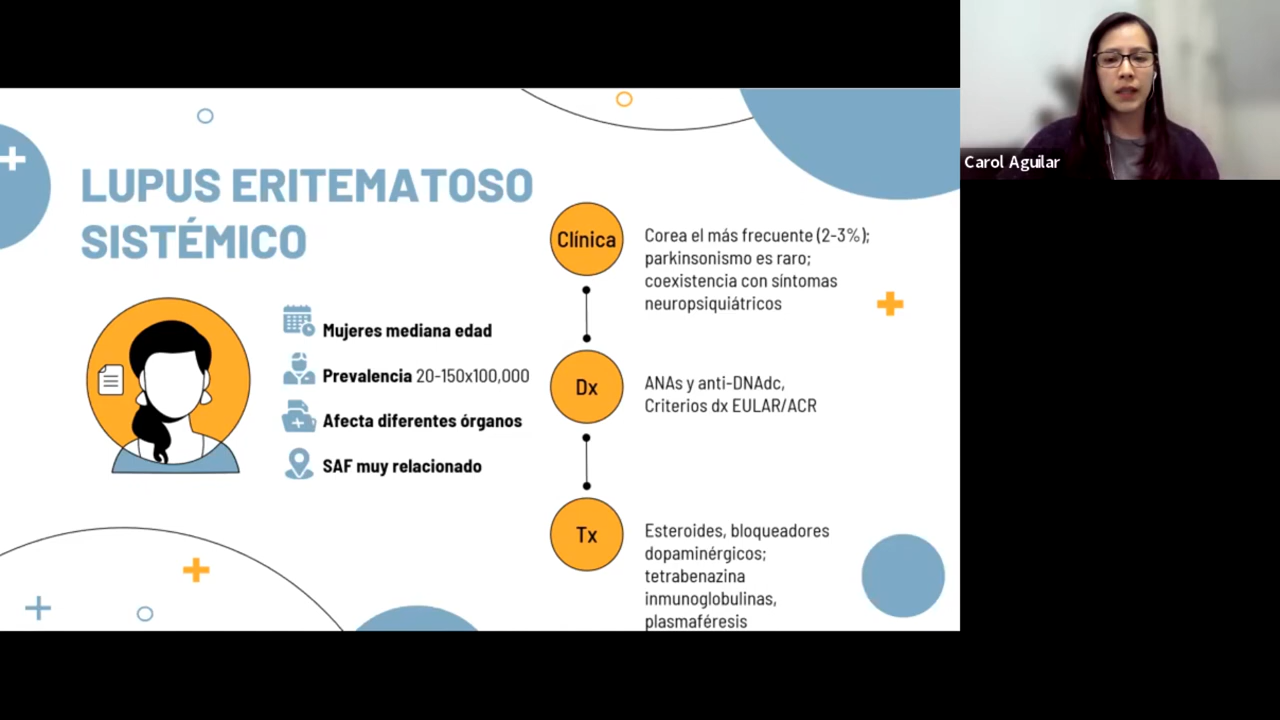 LUPUS ERITEMATOSO
SISTÉMICO
Mujeres mediana edad
Prevalencia 20-150x100,000
Afecta diferentes órganos
SAF muy relacionado
Clínica
Corea el más frecuente (2-3%);
parkinsonismo es raro;
coexistencia con síntomas
neuropsiquiátricos
Dx
ANAs y anti-DNAdc,
Criterios dx EULAR/ACR
Tx
Esteroides, bloqueadores
dopaminérgicos;
tetrabenazina
inmunoglobulinas,
plasmaféresis
Carol Aguilar